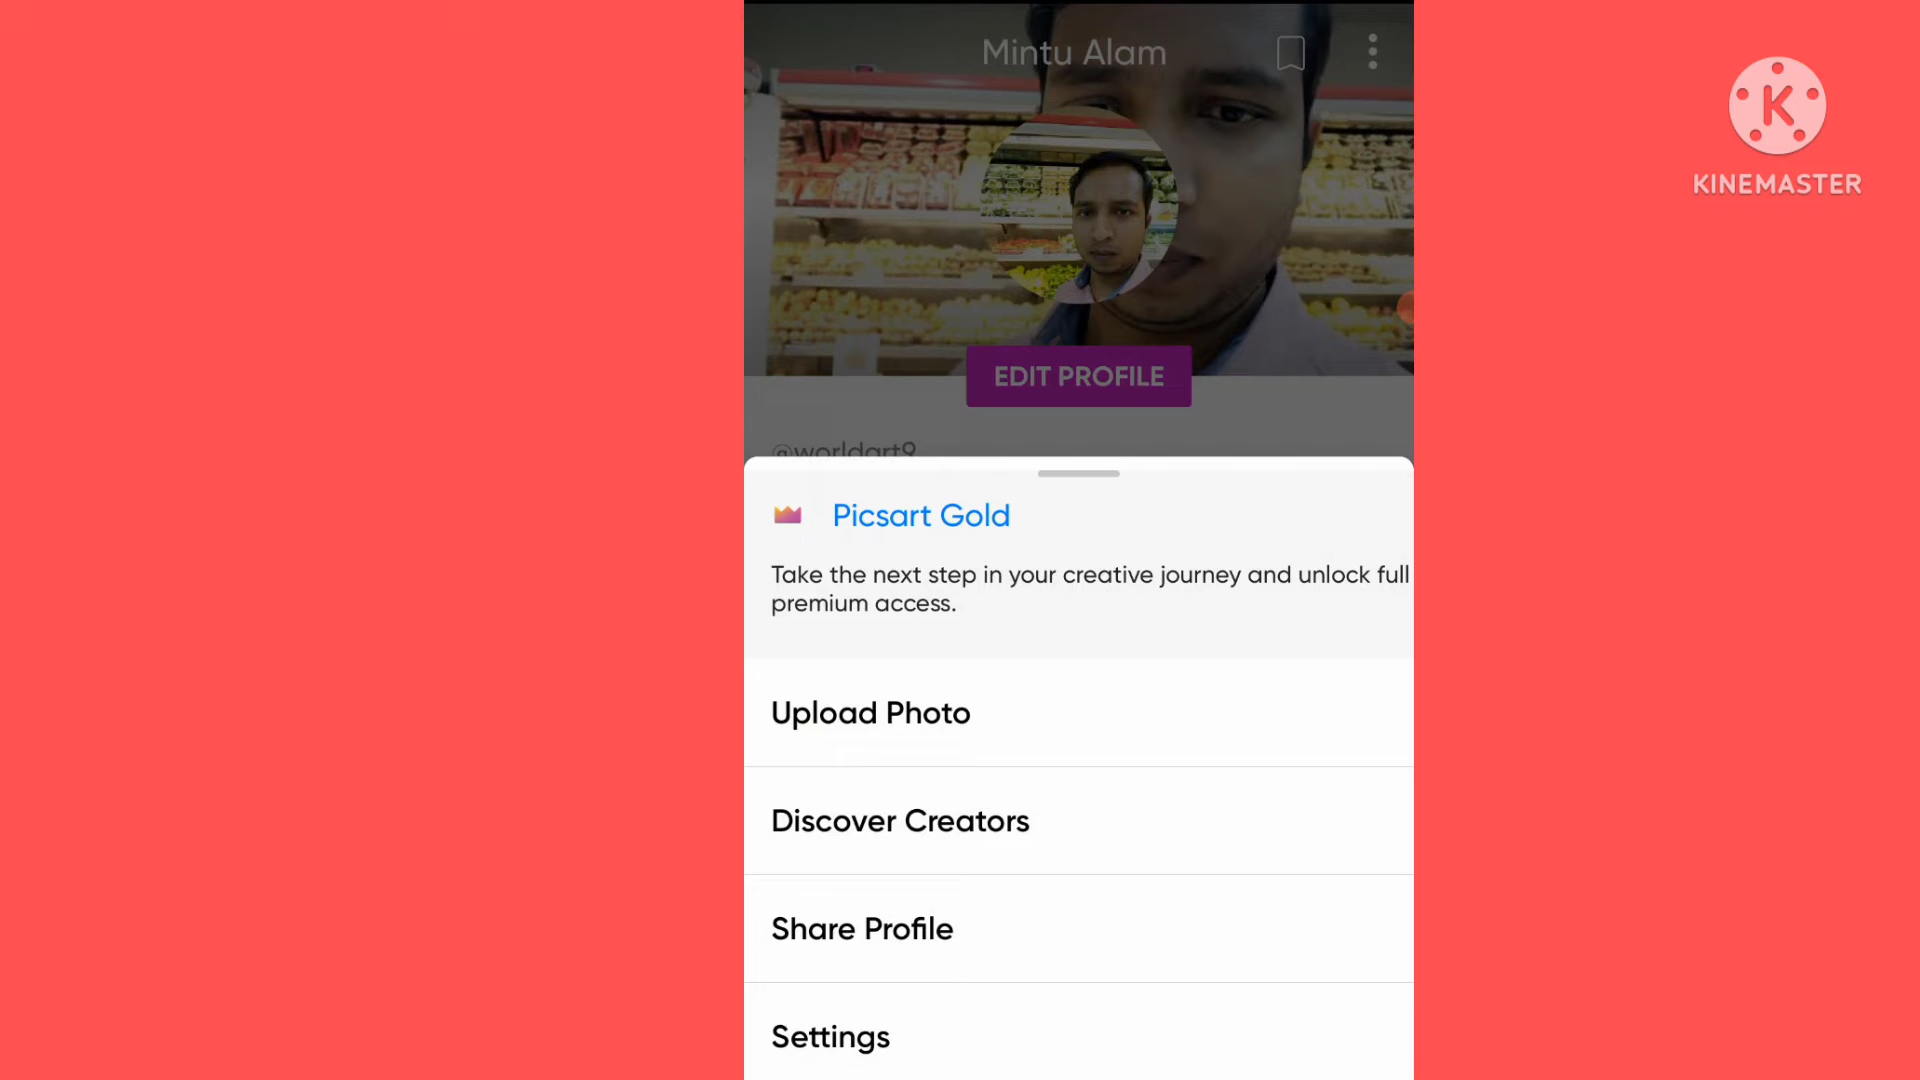 Mintu Alam
K
KINEMASTER
EDIT PROFILE
@worldart9
Picsart Gold
Take the next step in your creative journey and unlock full
premium access.
Upload Photo
Discover Creators
Share Profile
Settings